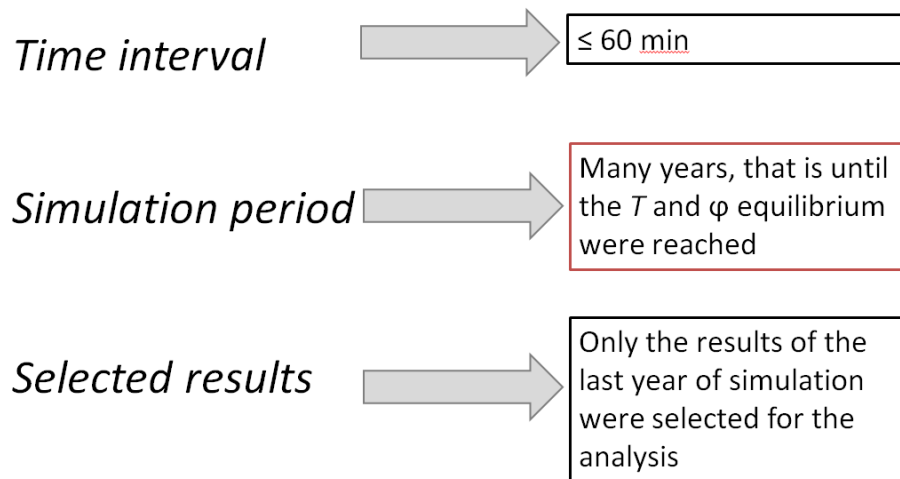 Time interval
≤ 60 min
Simulation period
Many years, that is until
the T and φ equilibrium
were reached
Selected results
Only the results of the
last year of simulation
were selected for the
analysis